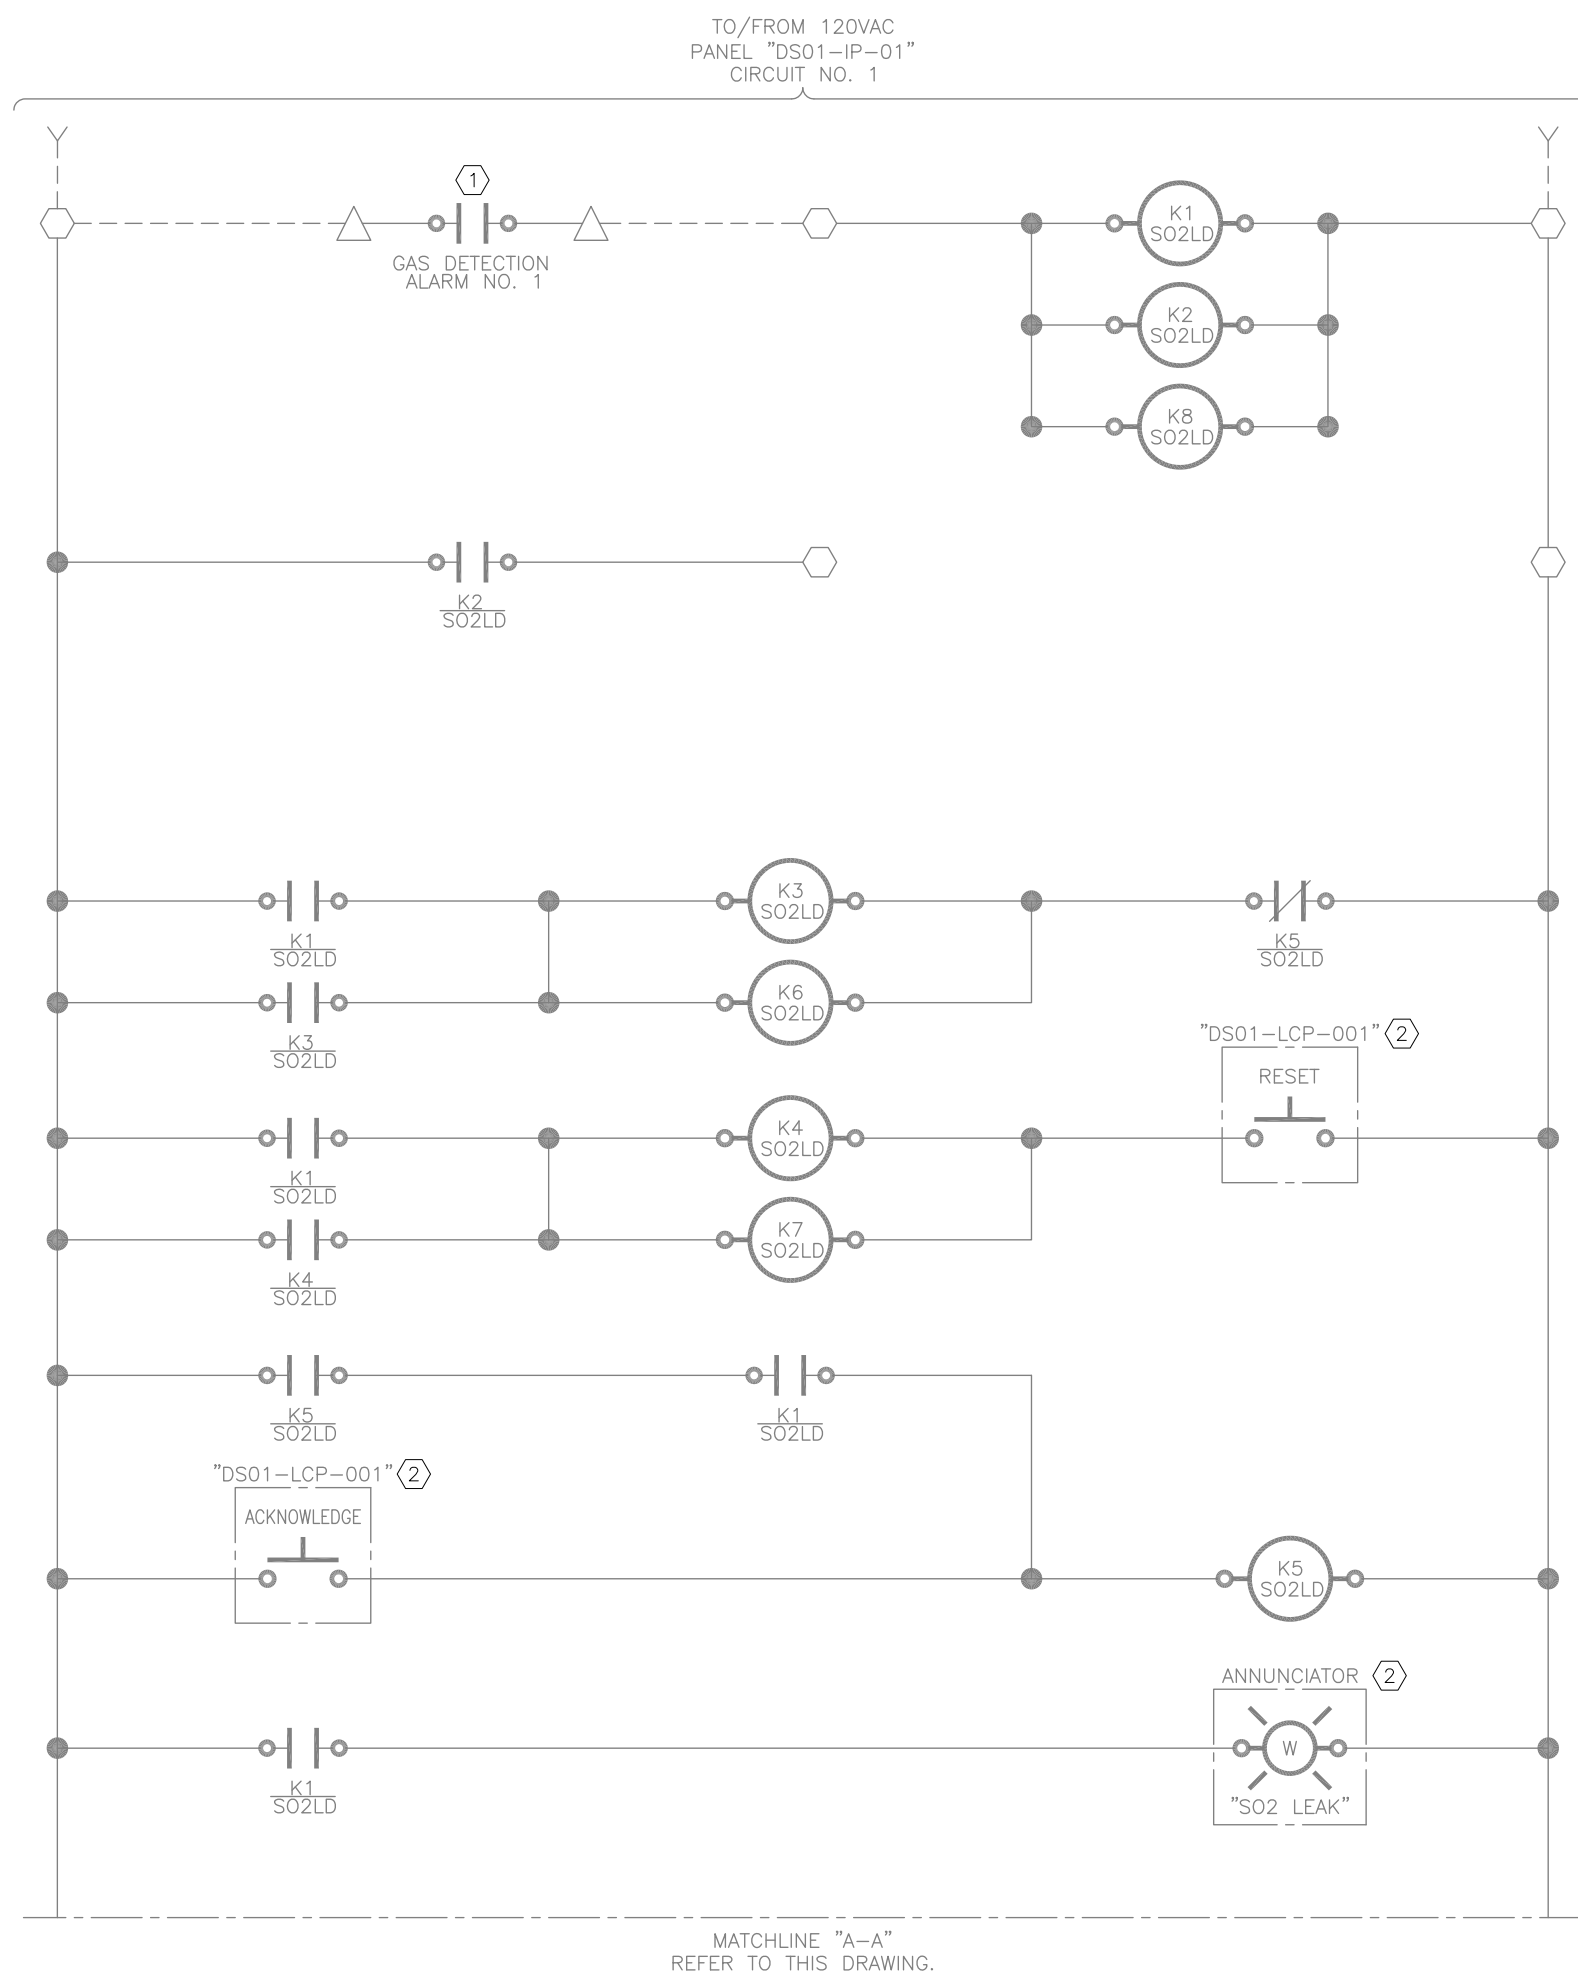 TO/FROM 120VAC
PANEL "DS01-IP-01"
CIRCUIT NO. 1
1
GAS DETECTION
ALARM NO. 1
K1
SO2LD
K2
SO2LD
K8
SO2LD
K2
SO2LD
K3
SO2LD
K1
SO2LD
K5
SO2LD
K6
SO2LD
K3
SO2LD
"DS01-LCP-001" 2
RESET
K4
SO2LD
K1
SO2LD
K7
SO2LD
K4
SO2LD
K5
SO2LD
K1
SO2LD
"DS01-LCP-001" 2
ACKNOWLEDGE
K5
SO2LD
ANNUNCIATOR 2
W
"SO2 LEAK"
K1
SO2LD
MATCHLINE "A-A"
REFER TO THIS DRAWING.